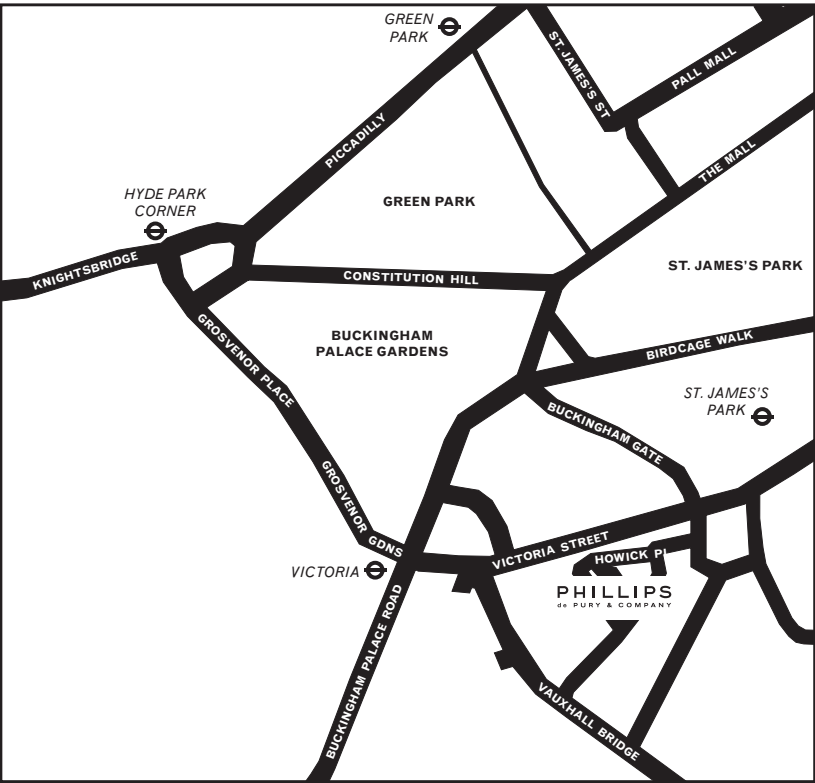 GREEN
PARK
ST. JAMES'S ST
PALL MALL
PICCADILLY
THE MALL
HYDE PARK
CORNER
GREEN PARK
KNIGHTSBRIDGE
CONSTITUTION HILL
ST. JAMES'S PARK
GROSVENOR PLACE
BUCKINGHAM
PALACE GARDENS
BIRDCAGE WALK
ST. JAMES'S
PARK
BUCKINGHAM GATE
GROSVENOR GDNS
VICTORIA STREET
HOWICK PL
VICTORIA
PHILLIPS
de PURY & COMPANY
BUCKINGHAM PALACE ROAD
VAUXHALL BRIDGE